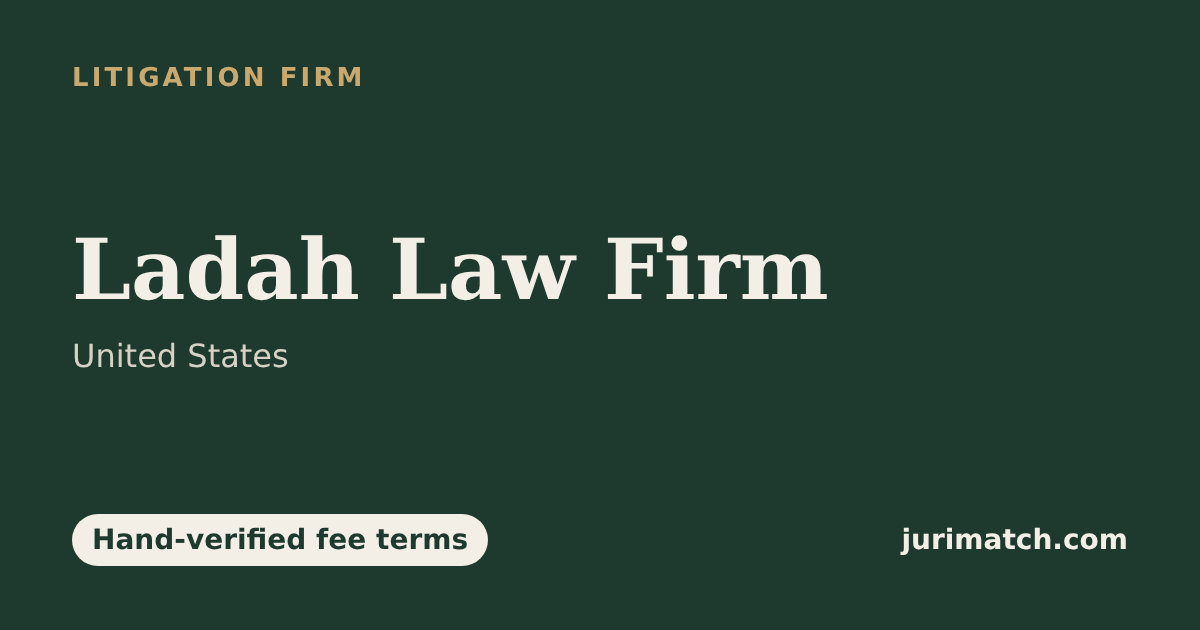 LITIGATION FIRM
Ladah Law Firm
United States
Hand-verified fee terms
jurimatch.com